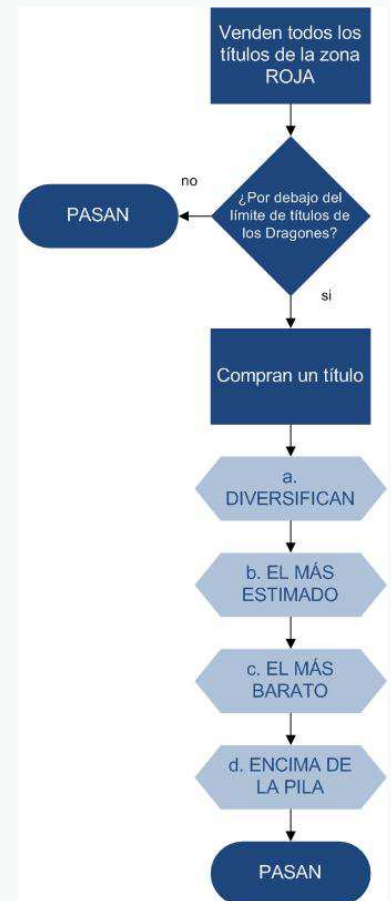 Venden todos los
títulos de la zona
ROJA
no
PASAN
¿Por debajo del
límite de títulos de
los Dragones?
si
Compran un título
a.
DIVERSIFICAN
b. EL MÁS
ESTIMADO
c. EL MÁS
BARATO
d. ENCIMA DE
LA PILA
PASAN